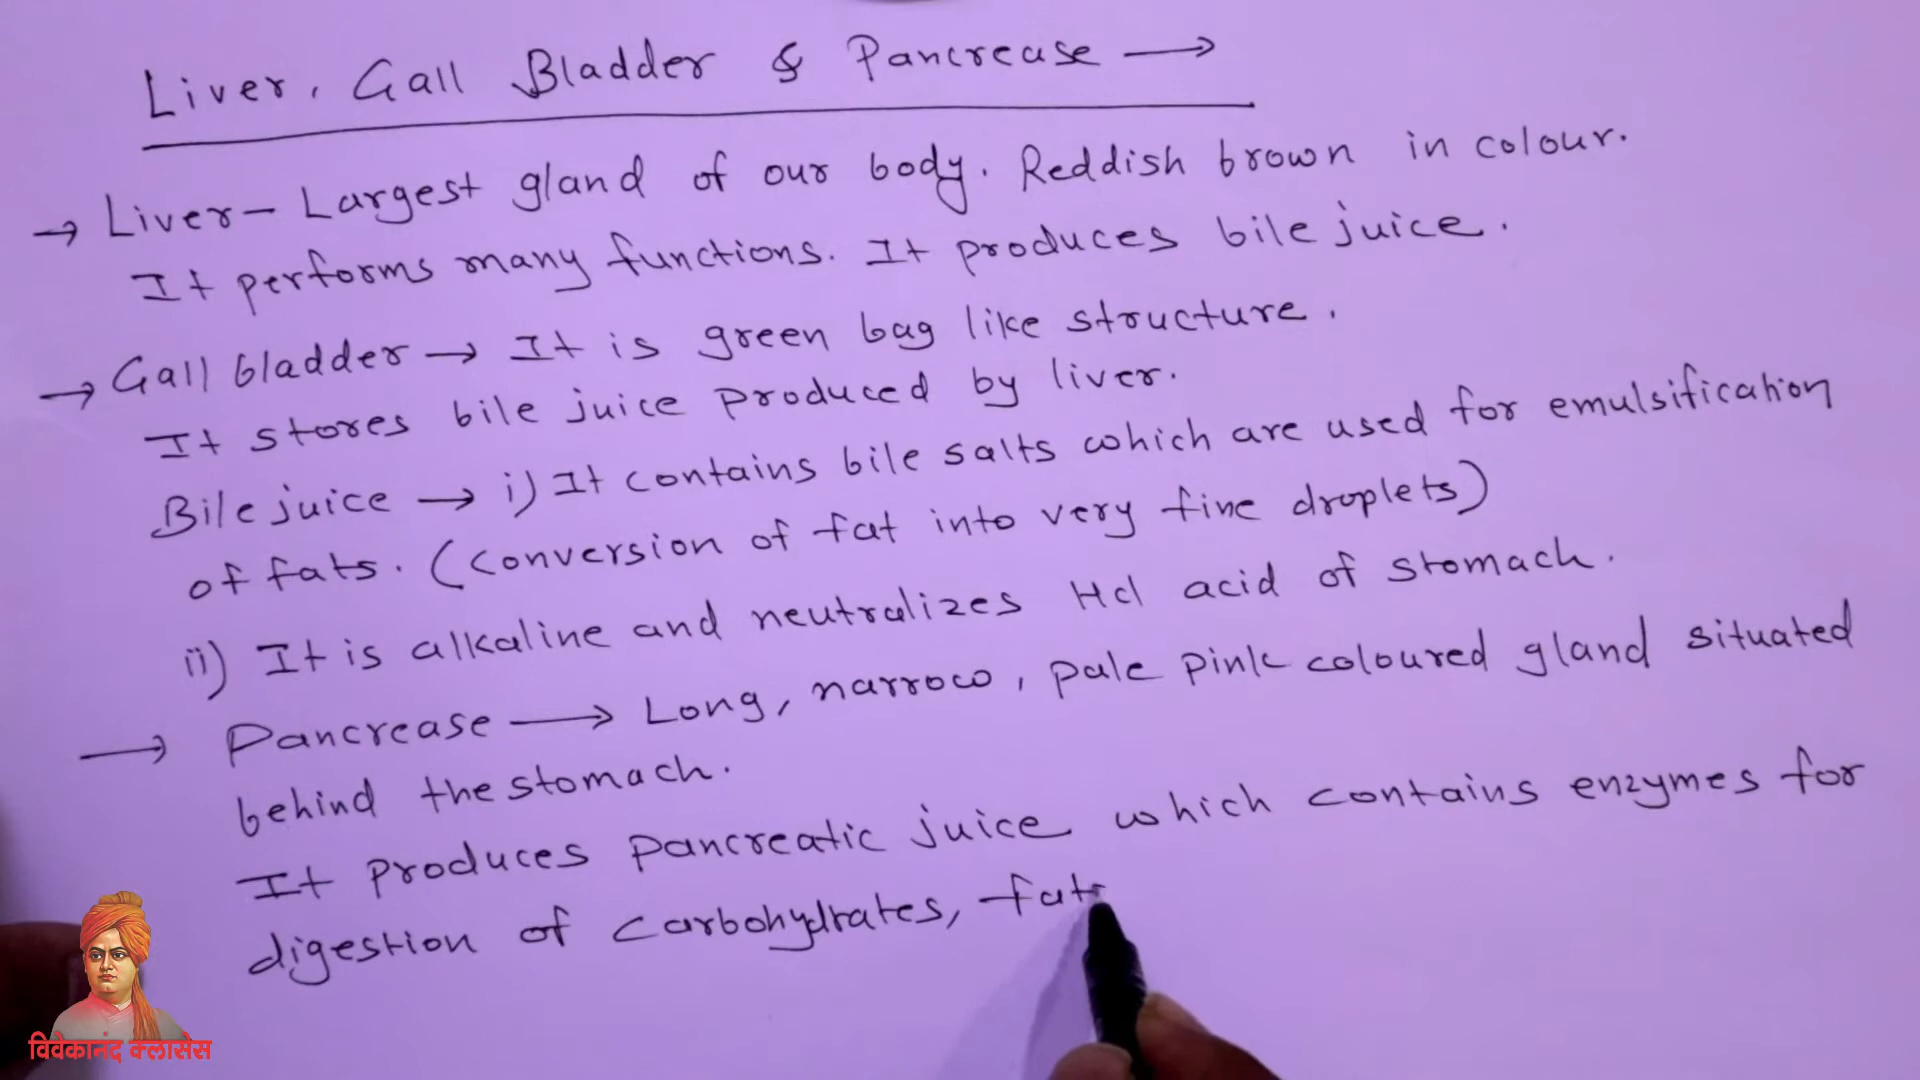 Liver, Gall Bladder & Pancrease →
→ Liver - Largest gland of our body. Reddish brown in colour.
It performs many functions. It produces bile juice.
→ Gall bladder → It is green bag like structure.
It stores bile juice produced by liver.
Bile juice → i) It contains bile salts which are used for emulsification
of fats. (conversion of fat into very fine droplets)
ii) It is alkaline and neutralizes Hcl acid of stomach.
→ Pancrease → Long, narrow, pale pink coloured gland situated
behind the stomach.
It produces pancreatic juice which contains enzymes for
digestion of carbohydrates, fats
विवेकानंद क्लासेस